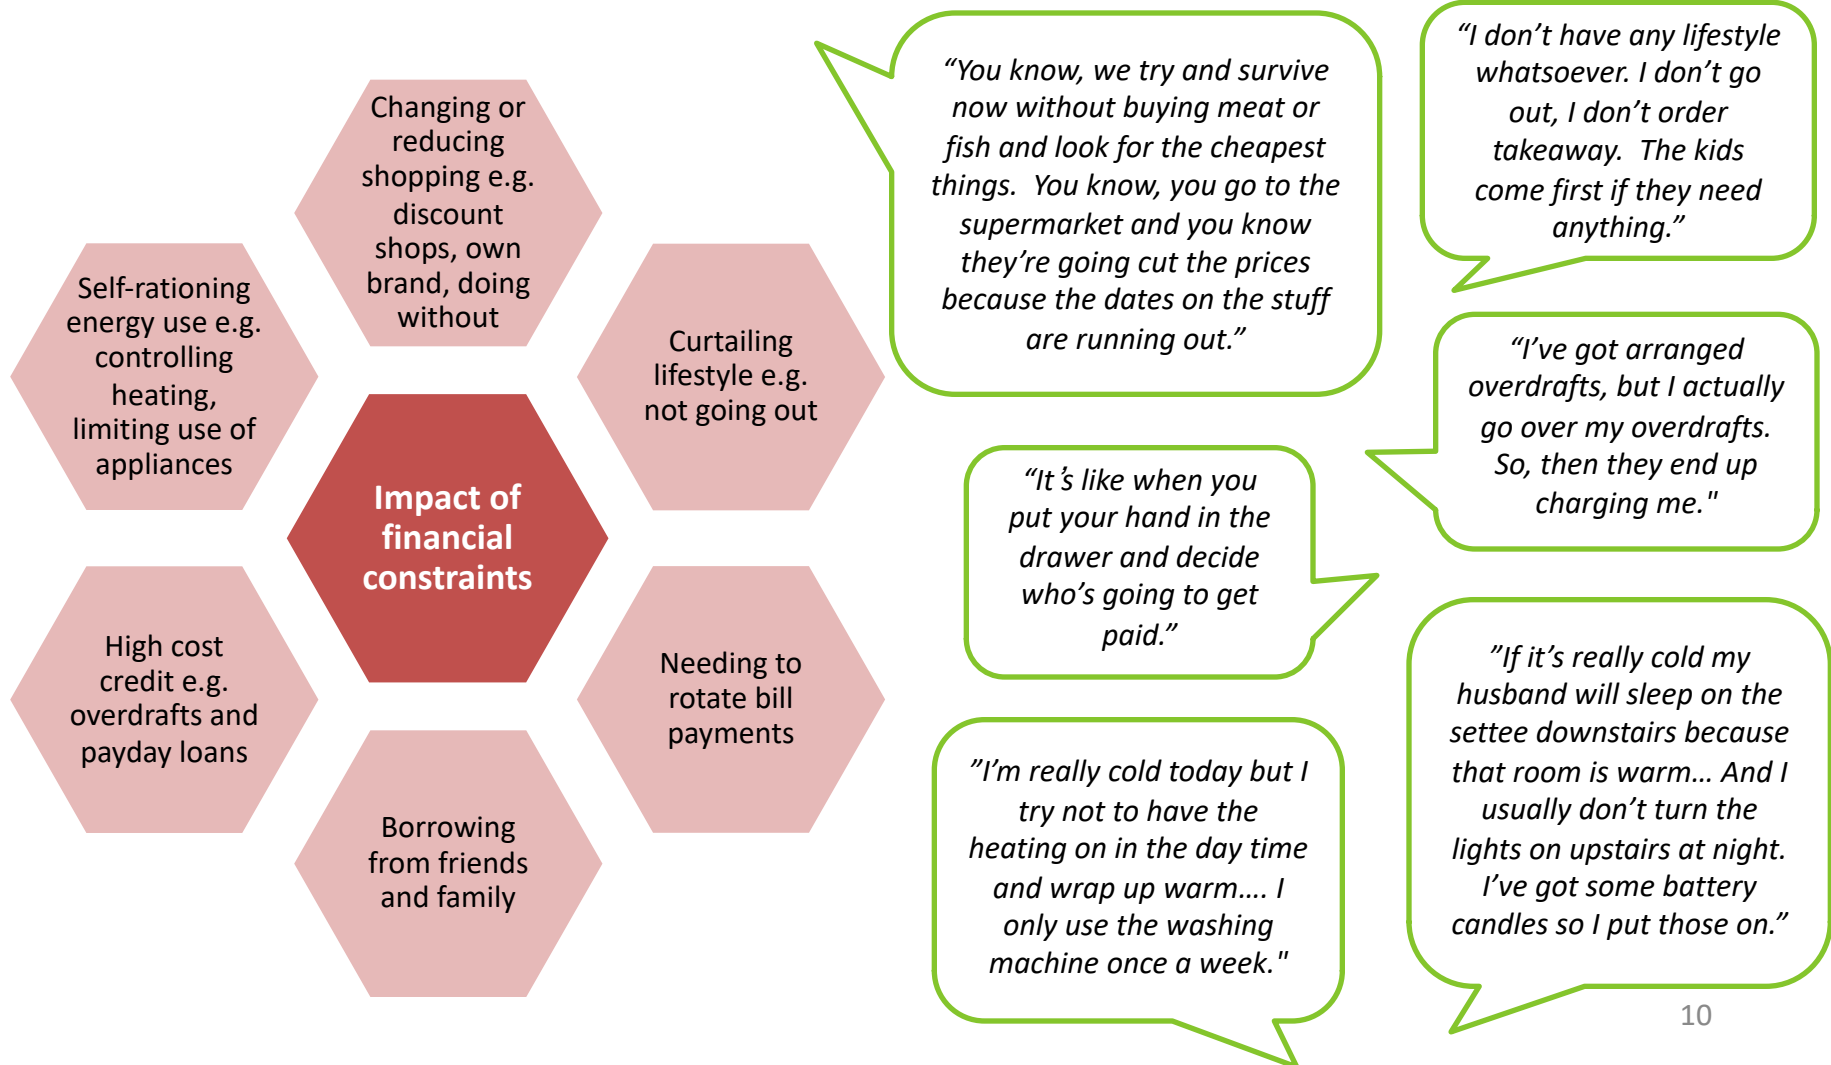 Changing or
reducing
shopping e.g.
discount
shops, own
brand, doing
without
Self-rationing
energy use e.g.
controlling
heating,
limiting use of
appliances
Curtailing
lifestyle e.g.
not going out
Impact of
financial
constraints
High cost
credit e.g.
overdrafts and
payday loans
Needing to
rotate bill
payments
Borrowing
from friends
and family
“You know, we try and survive
now without buying meat or
fish and look for the cheapest
things.  You know, you go to the
supermarket and you know
they’re going cut the prices
because the dates on the stuff
are running out.”
“I don’t have any lifestyle
whatsoever. I don’t go
out, I don’t order
takeaway.  The kids
come first if they need
anything.”
“I’ve got arranged
overdrafts, but I actually
go over my overdrafts.
So, then they end up
charging me."
“It’s like when you
put your hand in the
drawer and decide
who’s going to get
paid.”
”If it’s really cold my
husband will sleep on the
settee downstairs because
that room is warm… And I
usually don’t turn the
lights on upstairs at night.
I’ve got some battery
candles so I put those on.”
”I’m really cold today but I
try not to have the
heating on in the day time
and wrap up warm…. I
only use the washing
machine once a week."
10